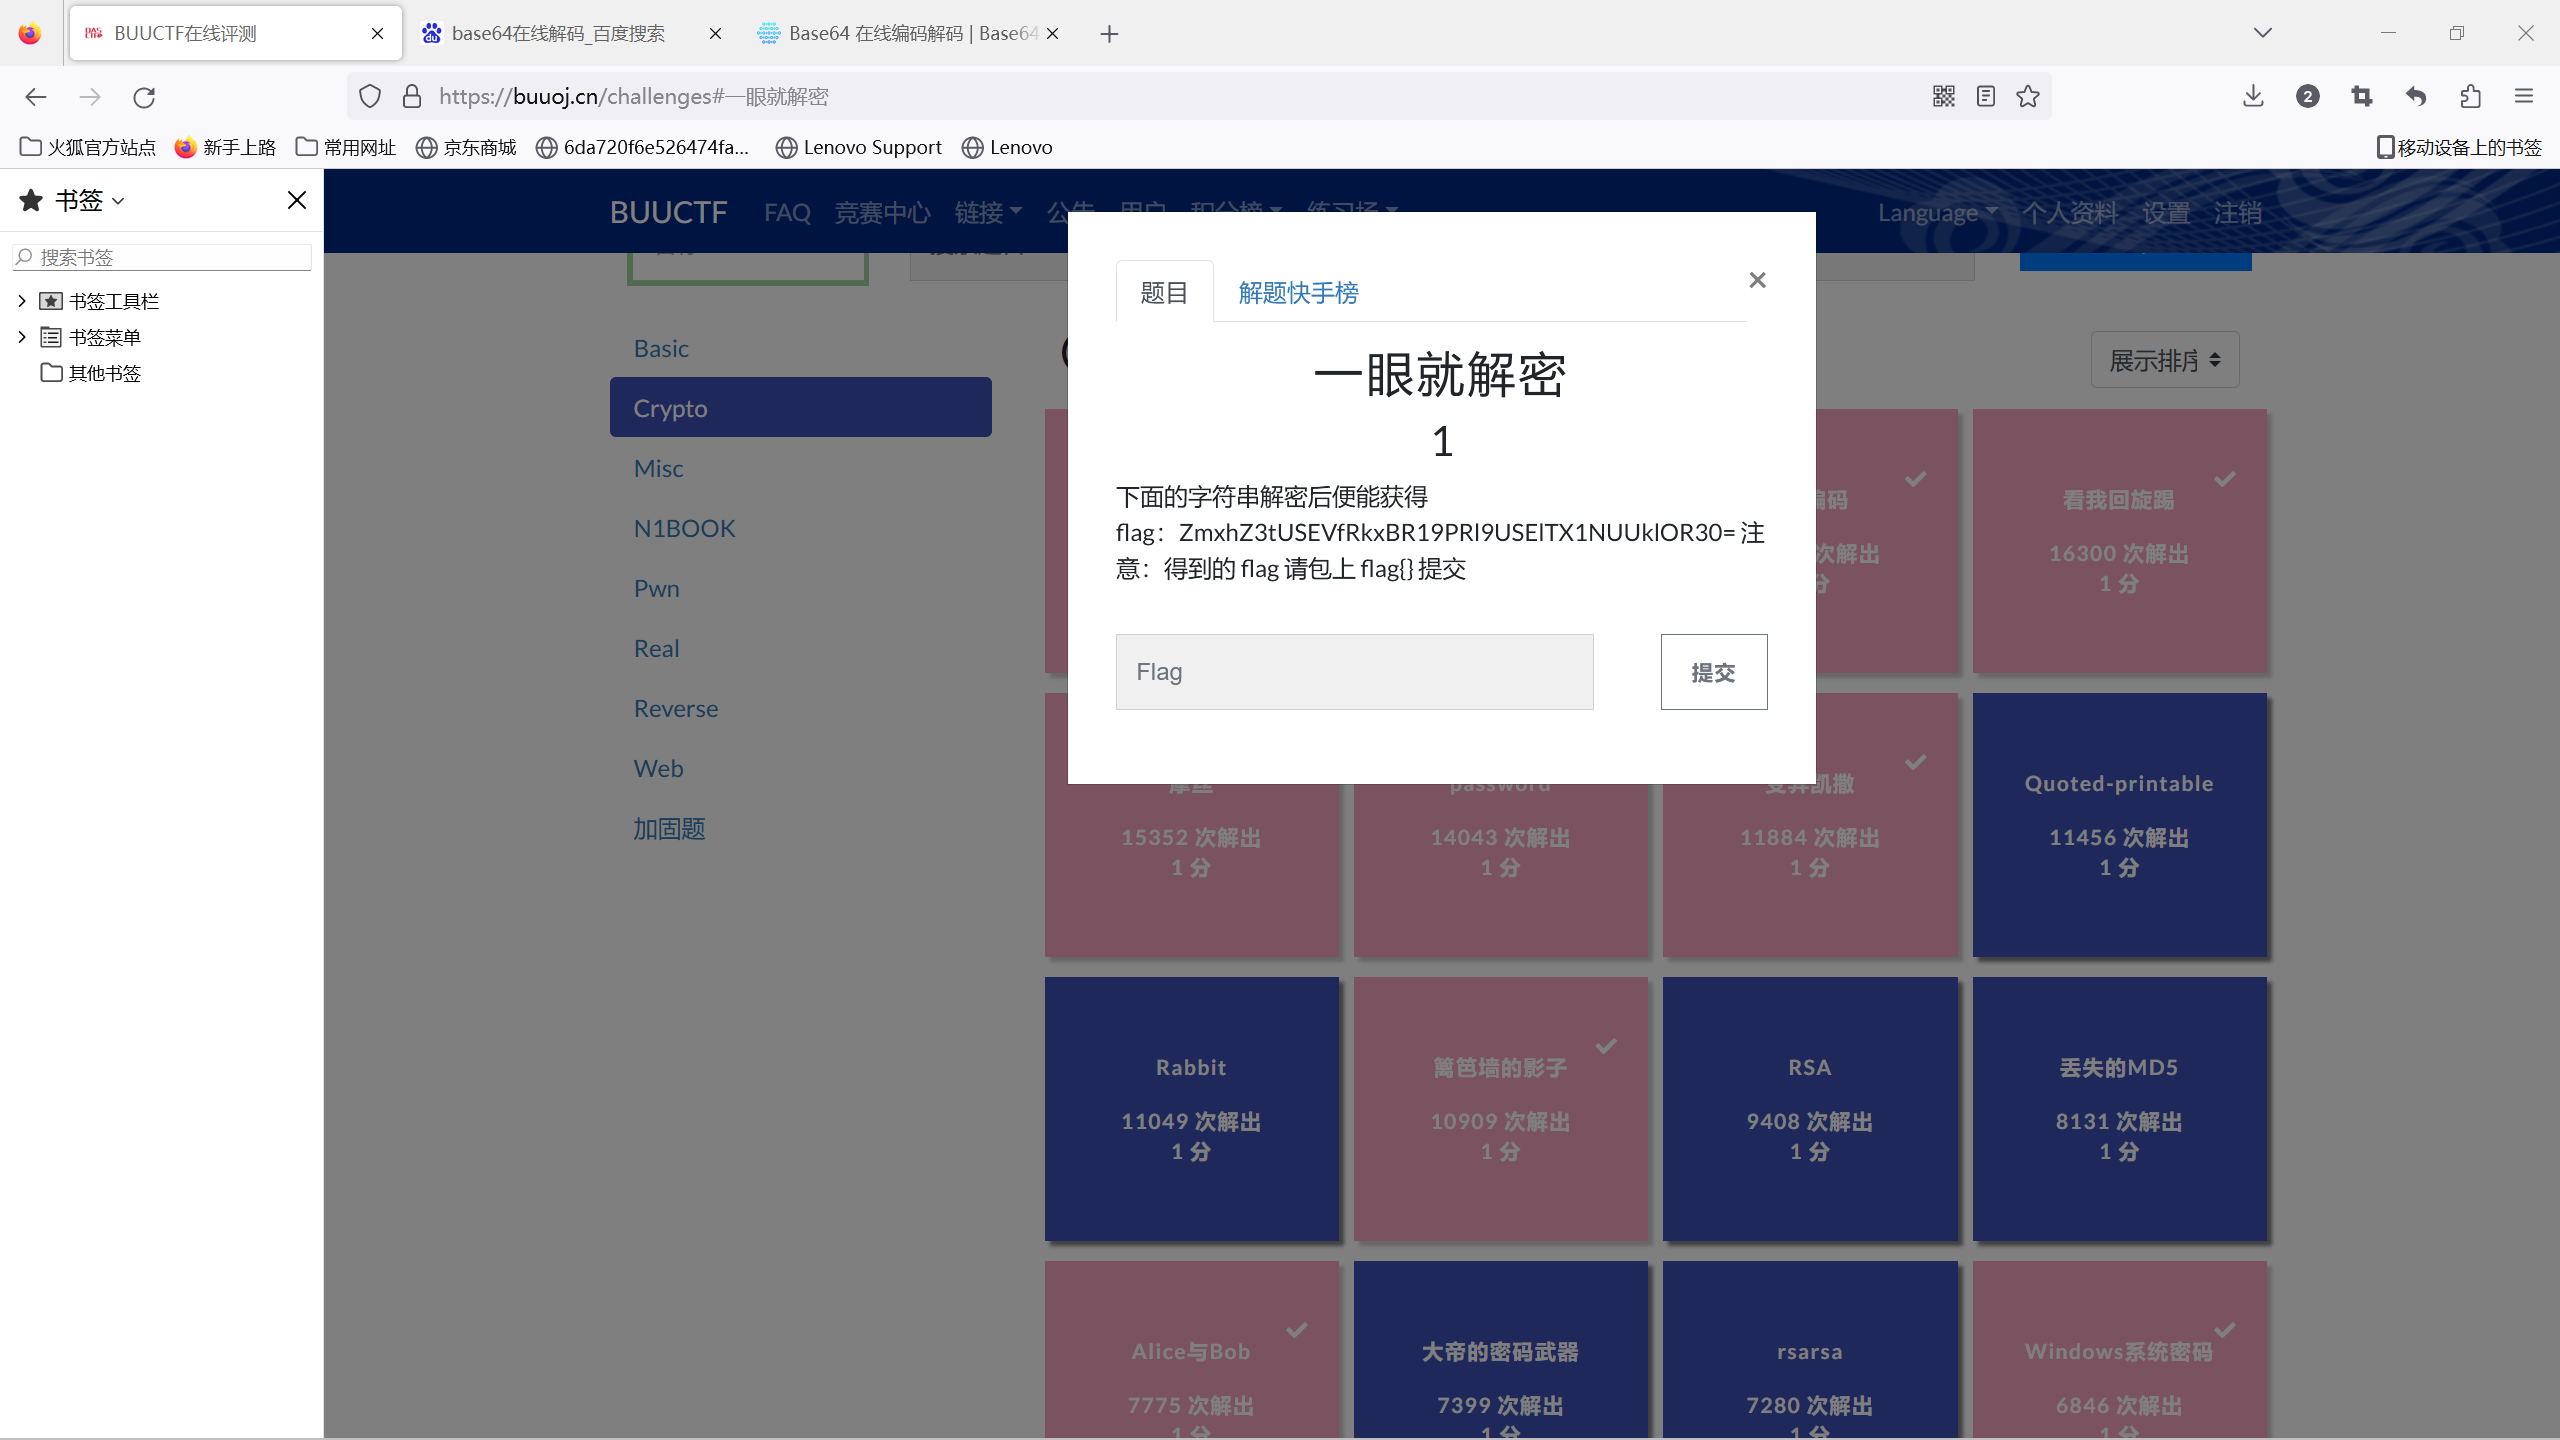 BUUCTF在线评测
base64在线解码_百度搜索
Base64 在线编码解码 | Base64
https://buuoj.cn/challenges#一眼就解密
2
火狐官方站点
新手上路
常用网址
京东商城
6da720f6e526474fa...
Lenovo Support
Lenovo
移动设备上的书签
书签
搜索书签
书签工具栏
书签菜单
其他书签
BUUCTF
FAQ
竞赛中心
链接
公告
用户
积分榜
练习场
Language
个人资料
设置
注销
Basic
Crypto
Misc
N1BOOK
Pwn
Real
Reverse
Web
加固题
展示排序
题目
解题快手榜
×
一眼就解密
1
下面的字符串解密后便能获得
flag：ZmxhZ3tUSEVfRkxBR19PRl9USElTX1NUUklOR30= 注
意：得到的 flag 请包上 flag{} 提交
Flag
提交
编码
次解出
分
看我回旋踢
16300 次解出
1 分
摩丝
15352 次解出
1 分
password
14043 次解出
1 分
变异凯撒
11884 次解出
1 分
Quoted-printable
11456 次解出
1 分
Rabbit
11049 次解出
1 分
篱笆墙的影子
10909 次解出
1 分
RSA
9408 次解出
1 分
丢失的MD5
8131 次解出
1 分
Alice与Bob
7775 次解出
1 分
大帝的密码武器
7399 次解出
1 分
rsarsa
7280 次解出
1 分
Windows系统密码
6846 次解出
1 分